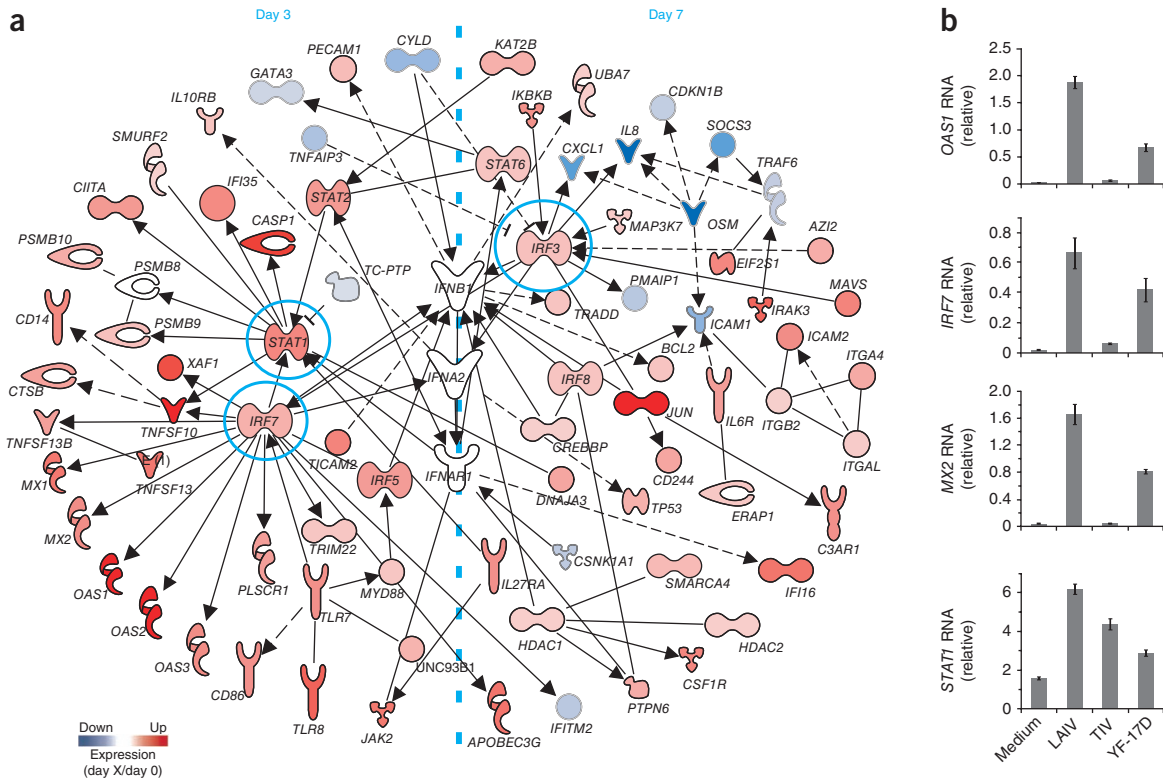 a
Day 3
Day 7
b
CYLD
PECAM1
KAT2B
GATA3
UBA7
IL10RB
IKBKB
CDKN1B
IL8
SOCS3
SMURF2
TNFAIP3
CXCL1
STAT6
TRAF6
CIITA
IFI35
STAT2
MAP3K7
OSM
AZI2
CASP1
IRF3
EIF2S1
PSMB10
TC-PTP
PMAIP1
MAVS
PSMB8
IFNB1
TRADD
IRAK3
CD14
PSMB9
STAT1
ICAM1
ICAM2
XAF1
BCL2
ITGA4
CTSB
IFNA2
IRF8
IRF7
JUN
IL6R
ITGB2
TNFSF13B
TNFSF10
CREBBP
TICAM2
IFNAR1
ITGAL
MX1
TNFSF13
IRF5
DNAJA3
CD244
TP53
ERAP1
MX2
C3AR1
TRIM22
CSNK1A1
OAS1
PLSCR1
MYD88
IL27RA
SMARCA4
IFI16
OAS2
TLR7
HDAC1
HDAC2
OAS3
UNC93B1
CSF1R
CD86
PTPN6
TLR8
JAK2
APOBEC3G
IFITM2
Down
Up
Expression
(day X/day 0)
OAS1 RNA
(relative)
2.5
2.0
1.5
1.0
0.5
0
IRF7 RNA
(relative)
0.8
0.6
0.4
0.2
0
MX2 RNA
(relative)
2.0
1.6
1.2
0.8
0.4
0
STAT1 RNA
(relative)
6
4
2
0
Medium
LAIV
TIV
YF-17D